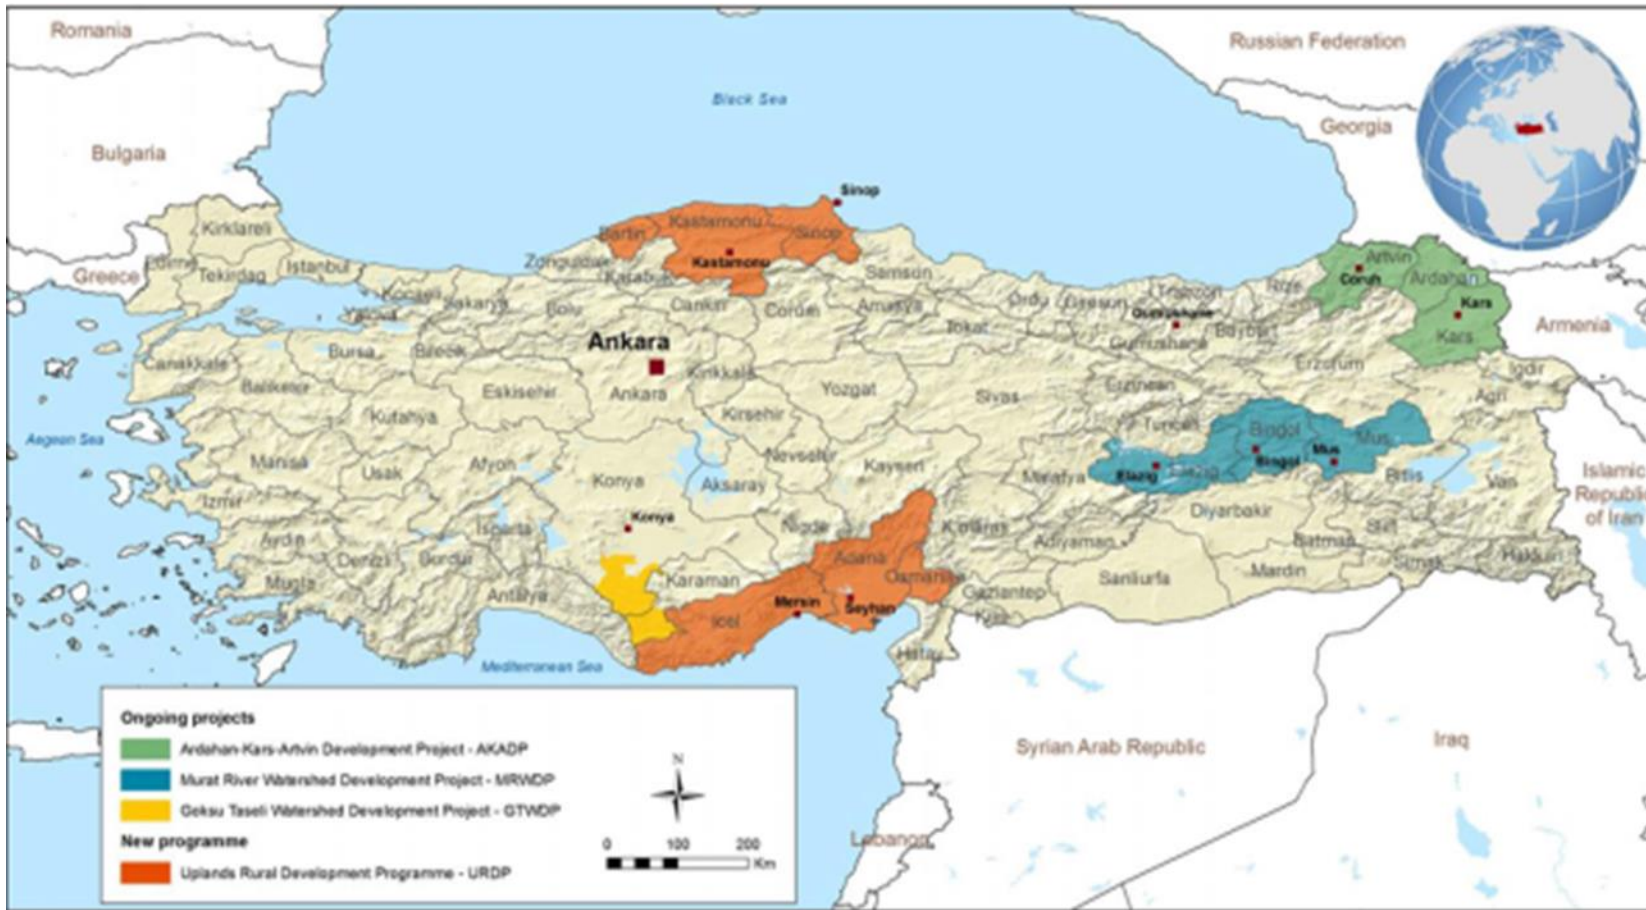 Romania
Russian Federation
Black Sea
Georgia
Bulgaria
Sinop
Kirklareli
Kastamonu
Bartin
Sinop
Edirne
Istanbul
Greece
Tekirdag
Zonguldak
Kastamonu
Karabuk
Samsun
Artvin
Ardahan
Coruh
Kars
Rize
Trabzon
Ordu
Giresun
Gumushane
Bayburt
Gumushane
Kocaeli
Sakarya
Yalova
Bolu
Cankiri
Corum
Amasya
Tokat
Kars
Armenia
Ankara
Canakkale
Bursa
Bilecik
Balikesir
Eskisehir
Ankara
Kirikkale
Yozgat
Sivas
Erzincan
Erzurum
Igdir
Agri
Kutahya
Kirsehir
Tunceli
Bingol
Mus
Aegean Sea
Manisa
Usak
Afyon
Konya
Aksaray
Nevsehir
Kayseri
Malatya
Elazig
Elazig
Bingol
Mus
Bitlis
Van
Islamic
Republic
of Iran
Izmir
Konya
Isparta
Nigde
K.maras
Diyarbakir
Siirt
Batman
Adiyaman
Aydin
Denizli
Burdur
Mugla
Antalya
Karaman
Adana
Osmaniye
Gaziantep
Sanliurfa
Mardin
Sirnak
Hakkari
Mersin
Seyhan
Icel
Kilis
Hatay
Mediterranean Sea
Syrian Arab Republic
Iraq
Lebanon
Ongoing projects
Ardahan-Kars-Artvin Development Project - AKADP
Murat River Watershed Development Project - MRWDP
Goksu Taseli Watershed Development Project - GTWDP
New programme
Uplands Rural Development Programme - URDP
N
0 100 200
Km